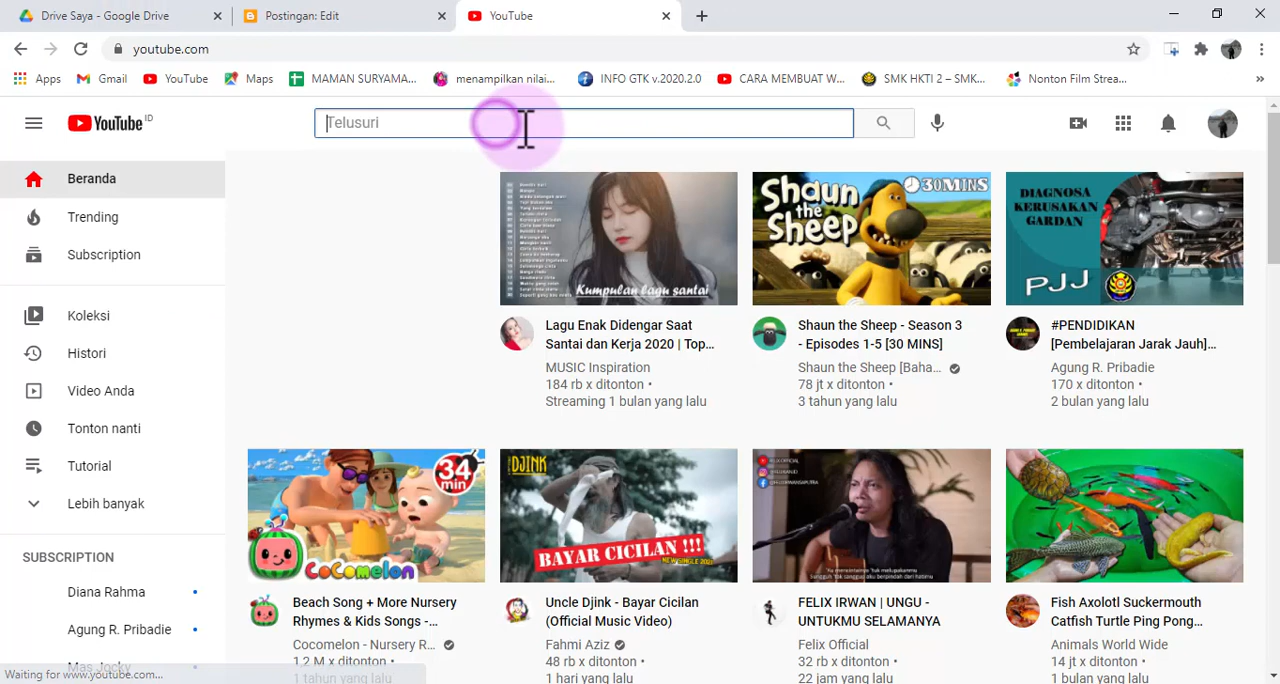 Drive Saya - Google Drive
Postingan: Edit
YouTube
youtube.com
Apps
Gmail
YouTube
Maps
MAMAN SURYAMA...
menampilkan nilai...
INFO GTK v.2020.2.0
CARA MEMBUAT W...
SMK HKTI 2 – SMK...
Nonton Film Strea...
»
YouTube ID
Telusuri
Beranda
Trending
Subscription
Koleksi
Histori
Video Anda
Tonton nanti
Tutorial
Lebih banyak
SUBSCRIPTION
Diana Rahma
Agung R. Pribadie
Mas Jocky
Waiting for www.youtube.com...
Kumpulan lagu santai
Lagu Enak Didengar Saat
Santai dan Kerja 2020 | Top...
MUSIC Inspiration
184 rb x ditonton •
Streaming 1 bulan yang lalu
Shaun
the
Sheep
30MINS
Shaun the Sheep - Season 3
- Episodes 1-5 [30 MINS]
Shaun the Sheep [Baha...
78 jt x ditonton •
3 tahun yang lalu
DIAGNOSA
KERUSAKAN
GARDAN
PJJ
#PENDIDIKAN
[Pembelajaran Jarak Jauh]...
Agung R. Pribadie
170 x ditonton •
2 bulan yang lalu
34
min
CoComelon
Beach Song + More Nursery
Rhymes & Kids Songs -...
Cocomelon - Nursery R...
1,2 M x ditonton •
1 tahun yang lalu
DJINK
BAYAR CICILAN !!!
NEW SINGLE 2021
Uncle Djink - Bayar Cicilan
(Official Music Video)
Fahmi Aziz
48 rb x ditonton •
1 hari yang lalu
FELIX IRWAN | UNGU -
UNTUKMU SELAMANYA
Felix Official
32 rb x ditonton •
22 jam yang lalu
Fish Axolotl Suckermouth
Catfish Turtle Ping Pong...
Animals World Wide
14 jt x ditonton •
1 bulan yang lalu